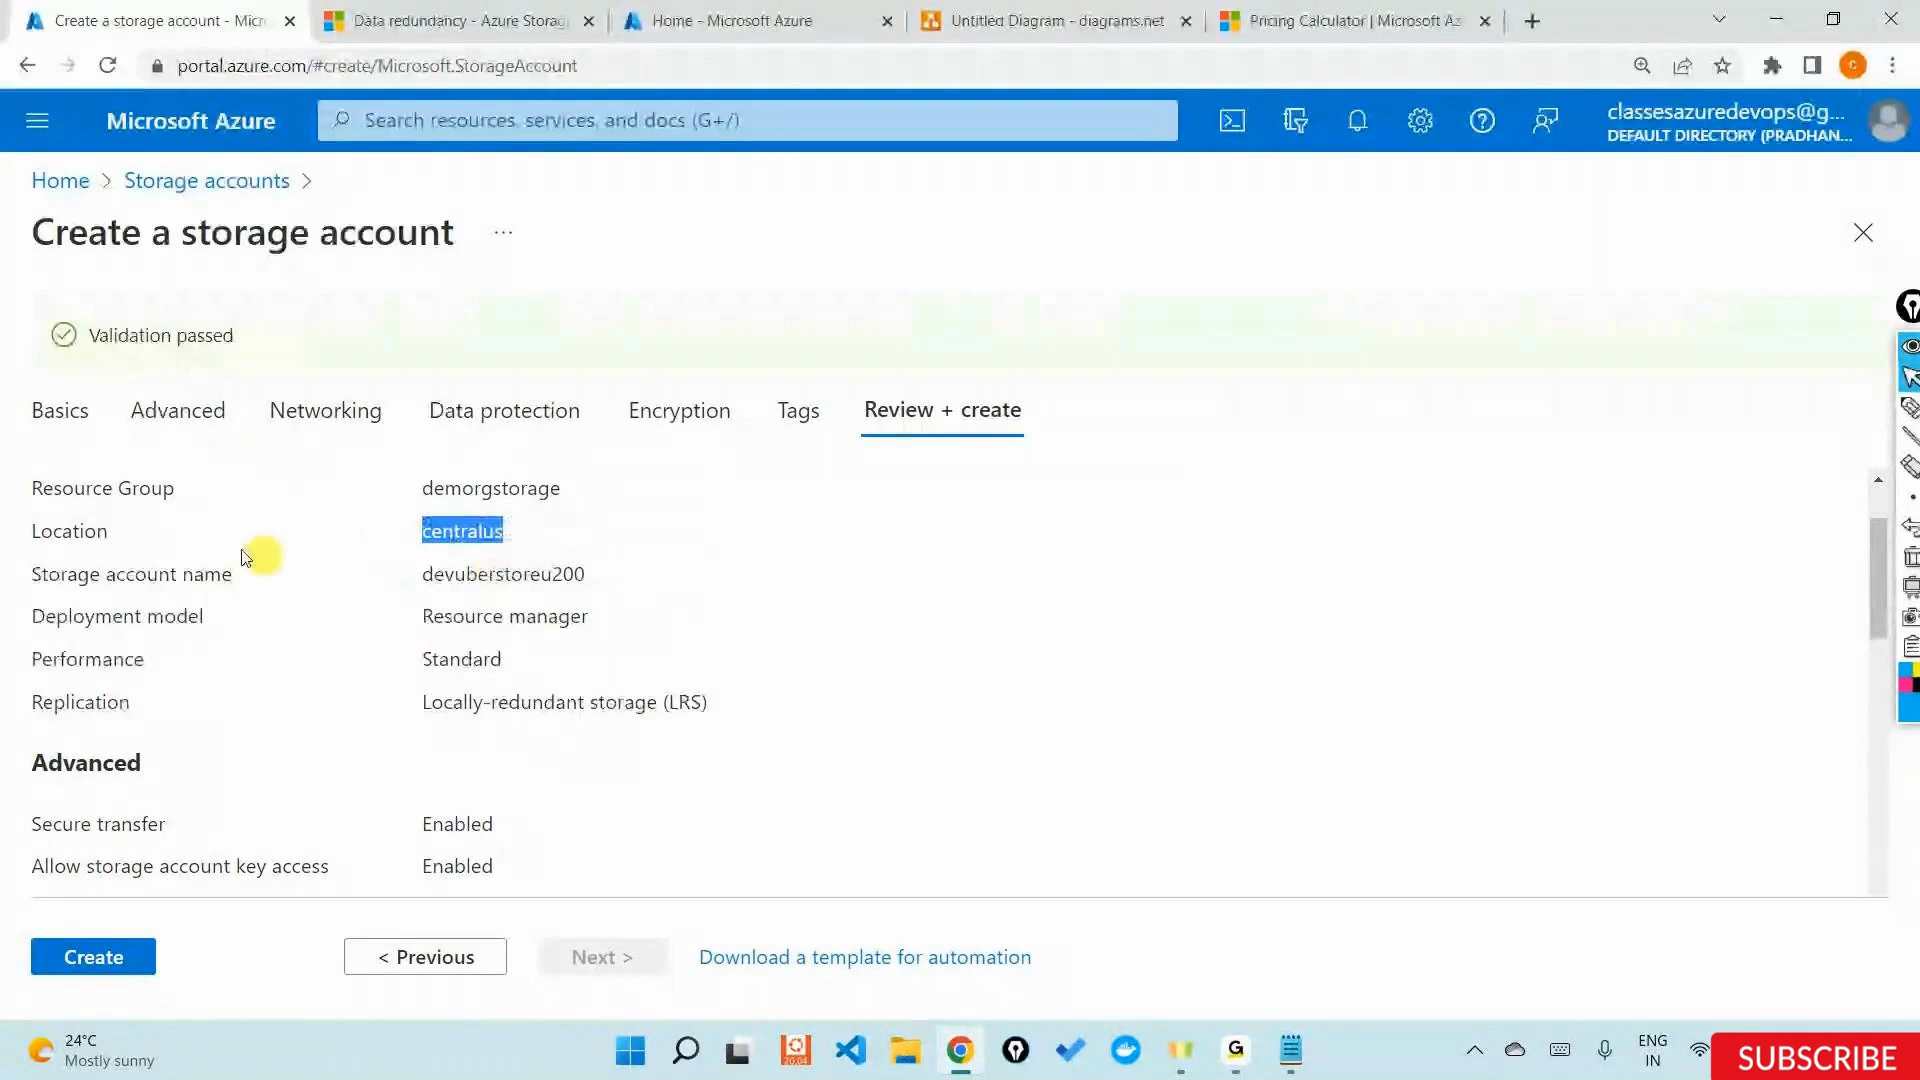 Create a storage account - Micr
Data redundancy - Azure Storag
Home - Microsoft Azure
Untitled Diagram - diagrams.net
Pricing Calculator | Microsoft Az
portal.azure.com/#create/Microsoft.StorageAccount
C
Microsoft Azure
Search resources, services, and docs (G+/)
classesazuredevops@g...
DEFAULT DIRECTORY (PRADHAN...
Home > Storage accounts >
Create a storage account ...
Validation passed
Basics
Advanced
Networking
Data protection
Encryption
Tags
Review + create
Resource Group demorgstorage
Location centralus
Storage account name devuberstoreu200
Deployment model Resource manager
Performance Standard
Replication Locally-redundant storage (LRS)
Advanced
Secure transfer Enabled
Allow storage account key access Enabled
Create
< Previous
Next >
Download a template for automation
24°C
Mostly sunny
20.04
G
ENG
IN
SUBSCRIBE